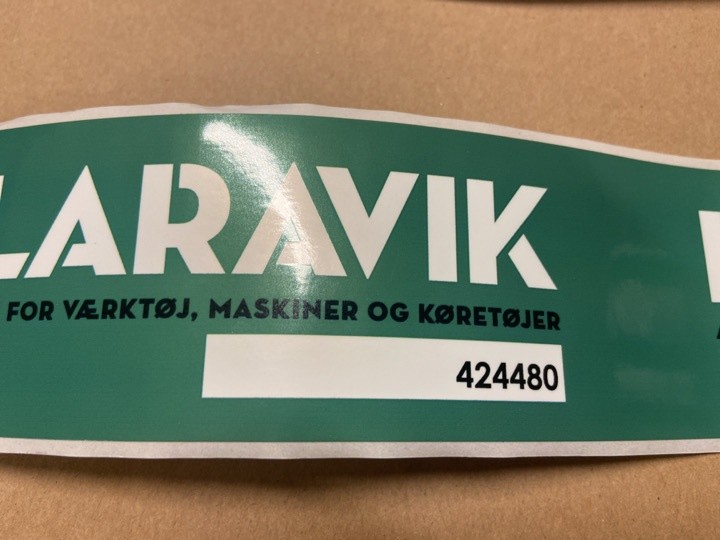 LARAVIK
FOR VÆRKTØJ, MASKINER OG KØRETØJER
424480